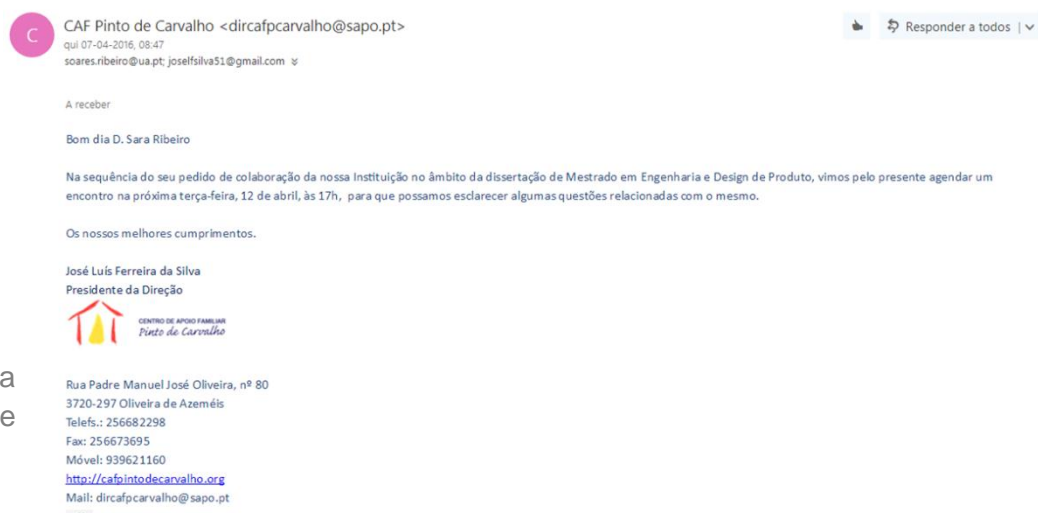 C
CAF Pinto de Carvalho <dircafpcarvalho@sapo.pt>
qui 07-04-2016, 08:47
soares.ribeiro@ua.pt; joselfsilva51@gmail.com
Responder a todos | 
A receber
Bom dia D. Sara Ribeiro
Na sequência do seu pedido de colaboração da nossa Instituição no âmbito da dissertação de Mestrado em Engenharia e Design de Produto, vimos pelo presente agendar um
encontro na próxima terça-feira, 12 de abril, às 17h, para que possamos esclarecer algumas questões relacionadas com o mesmo.
Os nossos melhores cumprimentos.
José Luís Ferreira da Silva
Presidente da Direção
CENTRO DE APOIO FAMILIAR
Pinto de Carvalho
a
e
Rua Padre Manuel José Oliveira, nº 80
3720-297 Oliveira de Azeméis
Telefs.: 256682298
Fax: 256673695
Móvel: 939621160
http://cafpintodecarvalho.org
Mail: dircafpcarvalho@sapo.pt